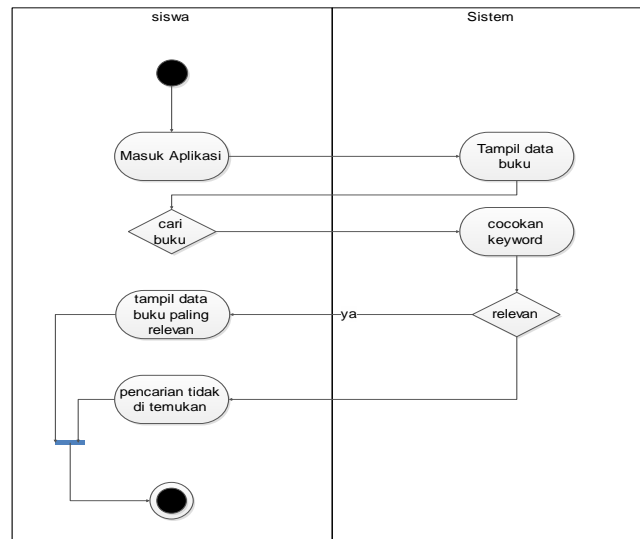 siswa
Sistem
Masuk Aplikasi
Tampil data
buku
cari
buku
cocokan
keyword
tampil data
buku paling
relevan
ya
relevan
pencarian tidak
di temukan